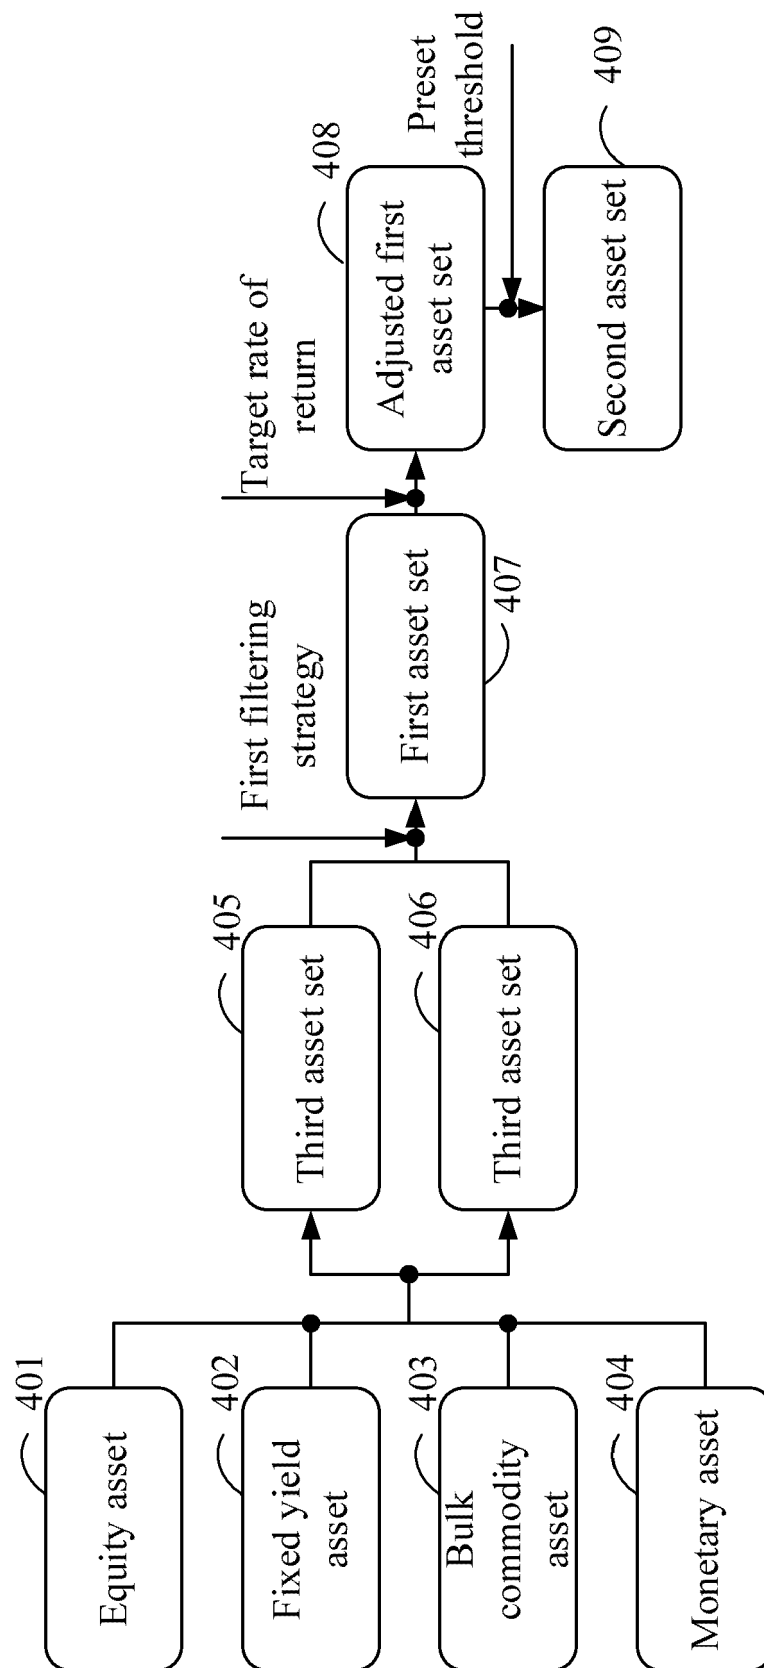 401
Equity asset
402
Fixed yield
asset
403
Bulk
commodity
asset
404
Monetary asset
405
Third asset set
406
Third asset set
First filtering
strategy
First asset set
407
Target rate of
return
408
Adjusted first
asset set
Preset
threshold
409
Second asset set